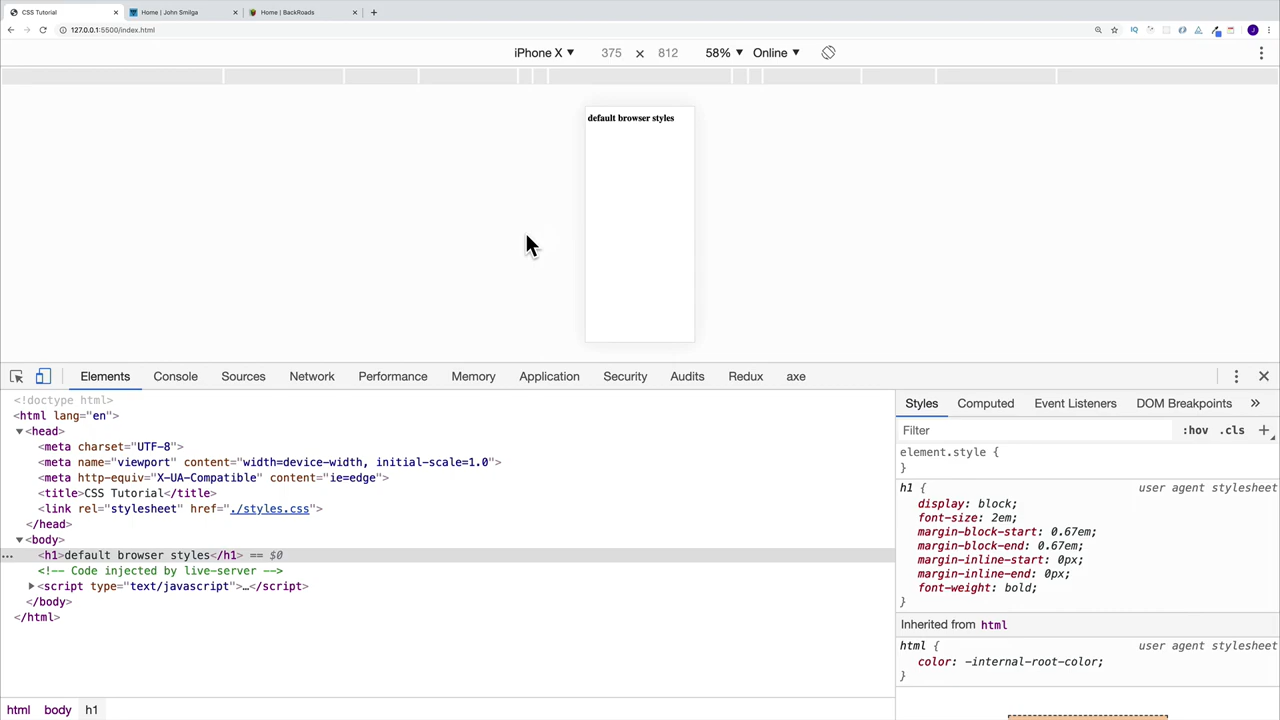 CSS Tutorial
Home | John Smilga
Home | BackRoads
127.0.0.1:5500/index.html
iPhone X 375 × 812 58% Online
default browser styles
Elements Console Sources Network Performance Memory Application Security Audits Redux axe
<!doctype html>
<html lang="en">
<head>
<meta charset="UTF-8">
<meta name="viewport" content="width=device-width, initial-scale=1.0">
<meta http-equiv="X-UA-Compatible" content="ie=edge">
<title>CSS Tutorial</title>
<link rel="stylesheet" href="./styles.css">
</head>
<body>
<h1>default browser styles</h1> == $0
<!-- Code injected by live-server -->
<script type="text/javascript">…</script>
</body>
</html>
html body h1
Styles Computed Event Listeners DOM Breakpoints »
Filter :hov .cls +
element.style {
}
h1 { user agent stylesheet
display: block;
font-size: 2em;
margin-block-start: 0.67em;
margin-block-end: 0.67em;
margin-inline-start: 0px;
margin-inline-end: 0px;
font-weight: bold;
}
Inherited from html
html { user agent stylesheet
color: -internal-root-color;
}